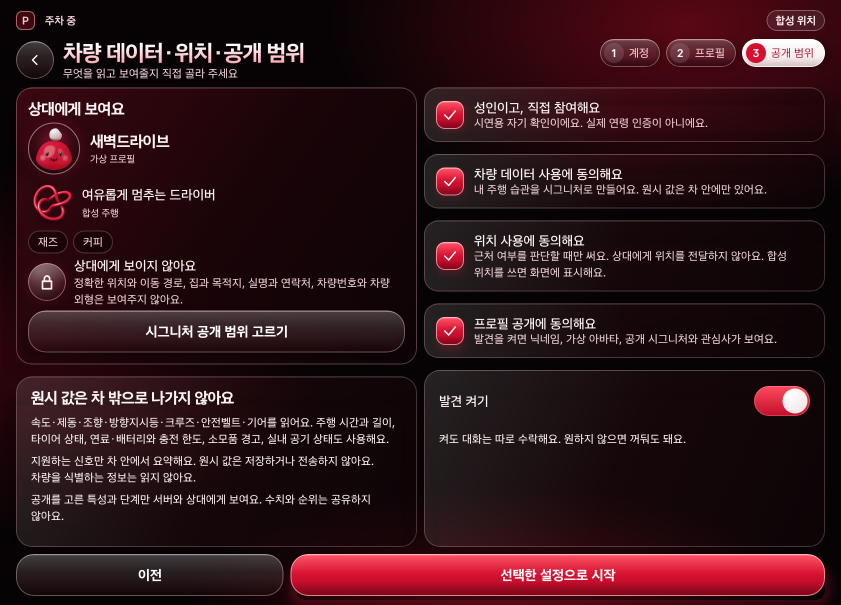 P 주차 중
합성 위치
차량 데이터·위치·공개 범위
무엇을 읽고 보여줄지 직접 골라 주세요
1 계정
2 프로필
3 공개 범위
상대에게 보여요
새벽드라이브
가상 프로필
여유롭게 멈추는 드라이버
합성 주행
재즈
커피
상대에게 보이지 않아요
정확한 위치와 이동 경로, 집과 목적지, 실명과 연락처, 차량번호와 차량
외형은 보여주지 않아요.
시그니처 공개 범위 고르기
원시 값은 차 밖으로 나가지 않아요
속도·제동·조향·방향지시등·크루즈·안전벨트·기어를 읽어요. 주행 시간과 길이,
타이어 상태, 연료·배터리와 충전 한도, 소모품 경고, 실내 공기 상태도 사용해요.
지원하는 신호만 차 안에서 요약해요. 원시 값은 저장하거나 전송하지 않아요.
차량을 식별하는 정보는 읽지 않아요.
공개를 고른 특성과 단계만 서버와 상대에게 보여요. 수치와 순위는 공유하지
않아요.
성인이고, 직접 참여해요
시연용 자기 확인이에요. 실제 연령 인증이 아니에요.
차량 데이터 사용에 동의해요
내 주행 습관을 시그니처로 만들어요. 원시 값은 차 안에만 있어요.
위치 사용에 동의해요
근처 여부를 판단할 때만 써요. 상대에게 위치를 전달하지 않아요. 합성
위치를 쓰면 화면에 표시해요.
프로필 공개에 동의해요
발견을 켜면 닉네임, 가상 아바타, 공개 시그니처와 관심사가 보여요.
발견 켜기
켜도 대화는 따로 수락해요. 원하지 않으면 꺼둬도 돼요.
이전
선택한 설정으로 시작